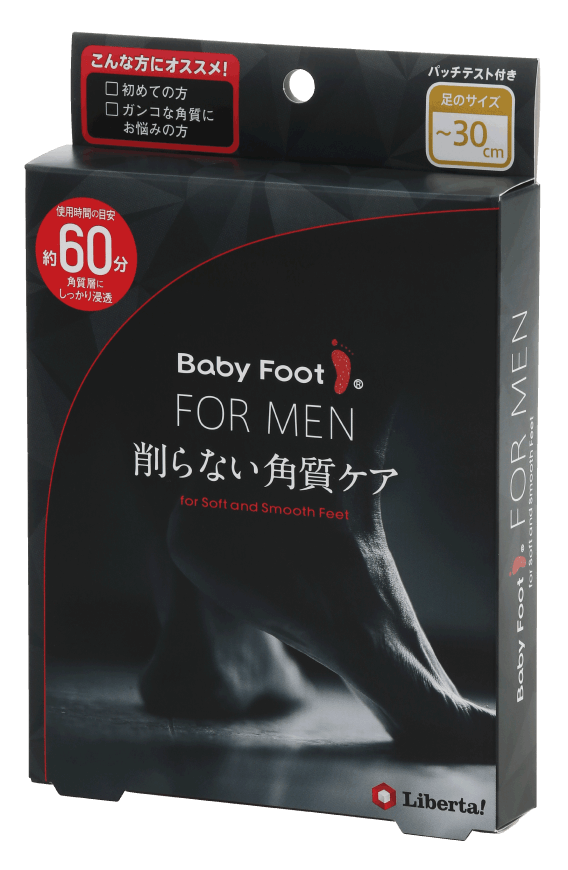 こんな方にオススメ!
□ 初めての方
□ ガンコな角質に
お悩みの方
パッチテスト付き
足のサイズ
~30cm
使用時間の目安
約60分
角質層に
しっかり浸透
Baby Foot®
FOR MEN
削らない角質ケア
for Soft and Smooth Feet
Liberta!
Baby Foot FOR MEN
for Soft and Smooth Feet